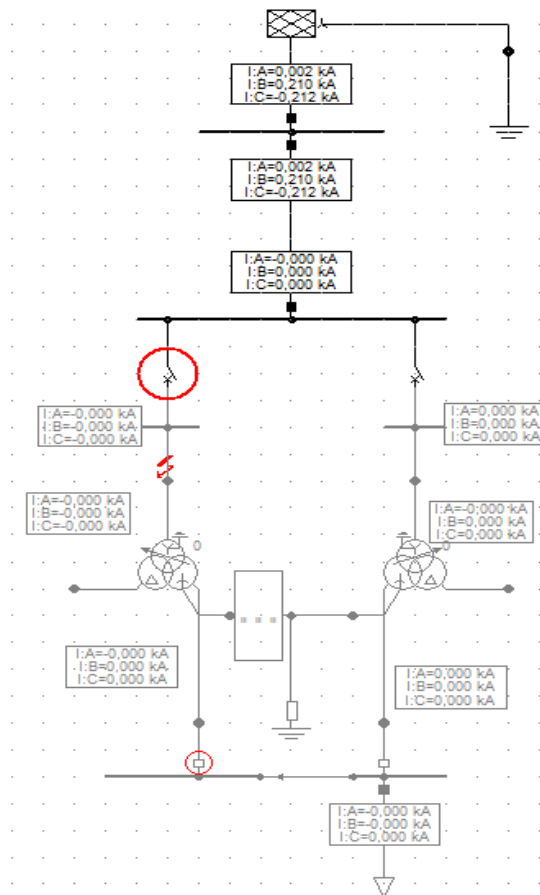 I:A=0,002 kA
I:B=0,210 kA
I:C=-0,212 kA
I:A=0,002 kA
I:B=0,210 kA
I:C=-0,212 kA
I:A=-0,000 kA
I:B=0,000 kA
I:C=0,000 kA
I:A=-0,000 kA
I:B=-0,000 kA
I:C=-0,000 kA
I:A=0,000 kA
I:B=0,000 kA
I:C=0,000 kA
I:A=-0,000 kA
I:B=-0,000 kA
I:C=-0,000 kA
0
I:A=-0,000 kA
I:B=0,000 kA
I:C=0,000 kA
0
I:A=-0,000 kA
I:B=0,000 kA
I:C=0,000 kA
I:A=0,000 kA
I:B=0,000 kA
I:C=0,000 kA
I:A=-0,000 kA
I:B=-0,000 kA
I:C=0,000 kA